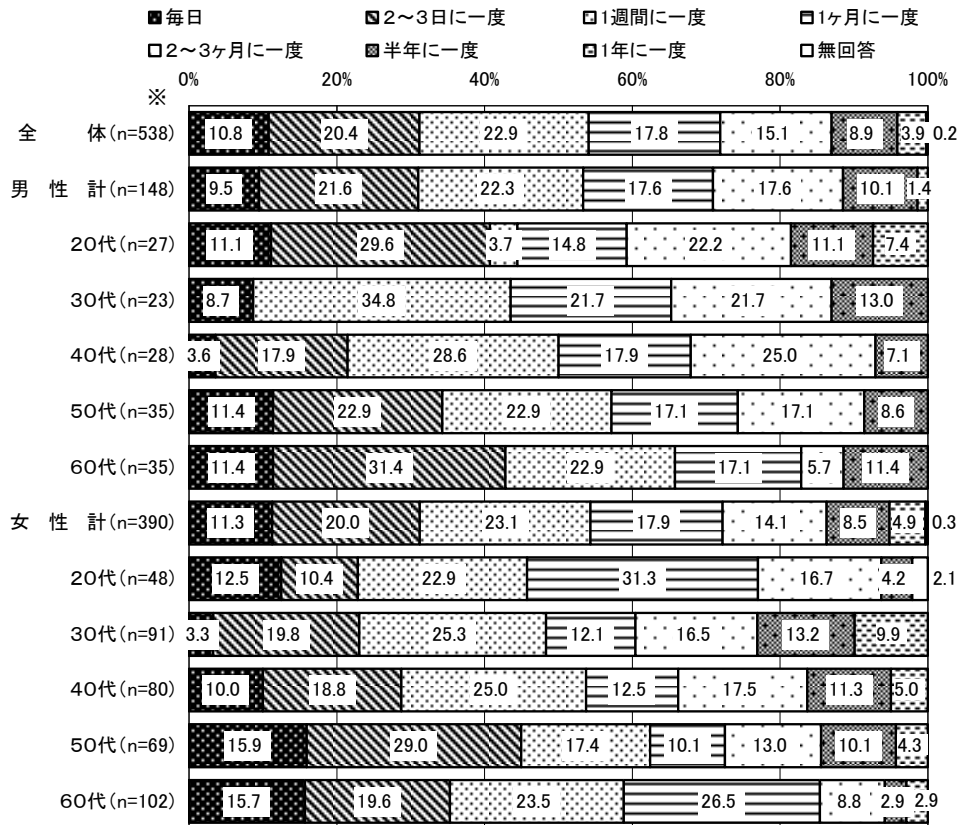 毎日 2～3日に一度 1週間に一度 1ヶ月に一度
2～3ヶ月に一度 半年に一度 1年に一度 無回答
0% 20% 40% 60% 80% 100%
※
全　体(n=538) 10.8 20.4 22.9 17.8 15.1 8.9 3.9 0.2
男　性　計(n=148) 9.5 21.6 22.3 17.6 17.6 10.1 1.4
20代(n=27) 11.1 29.6 3.7 14.8 22.2 11.1 7.4
30代(n=23) 8.7 34.8 21.7 21.7 13.0
40代(n=28) 3.6 17.9 28.6 17.9 25.0 7.1
50代(n=35) 11.4 22.9 22.9 17.1 17.1 8.6
60代(n=35) 11.4 31.4 22.9 17.1 5.7 11.4
女　性　計(n=390) 11.3 20.0 23.1 17.9 14.1 8.5 4.9 0.3
20代(n=48) 12.5 10.4 22.9 31.3 16.7 4.2 2.1
30代(n=91) 3.3 19.8 25.3 12.1 16.5 13.2 9.9
40代(n=80) 10.0 18.8 25.0 12.5 17.5 11.3 5.0
50代(n=69) 15.9 29.0 17.4 10.1 13.0 10.1 4.3
60代(n=102) 15.7 19.6 23.5 26.5 8.8 2.9 2.9